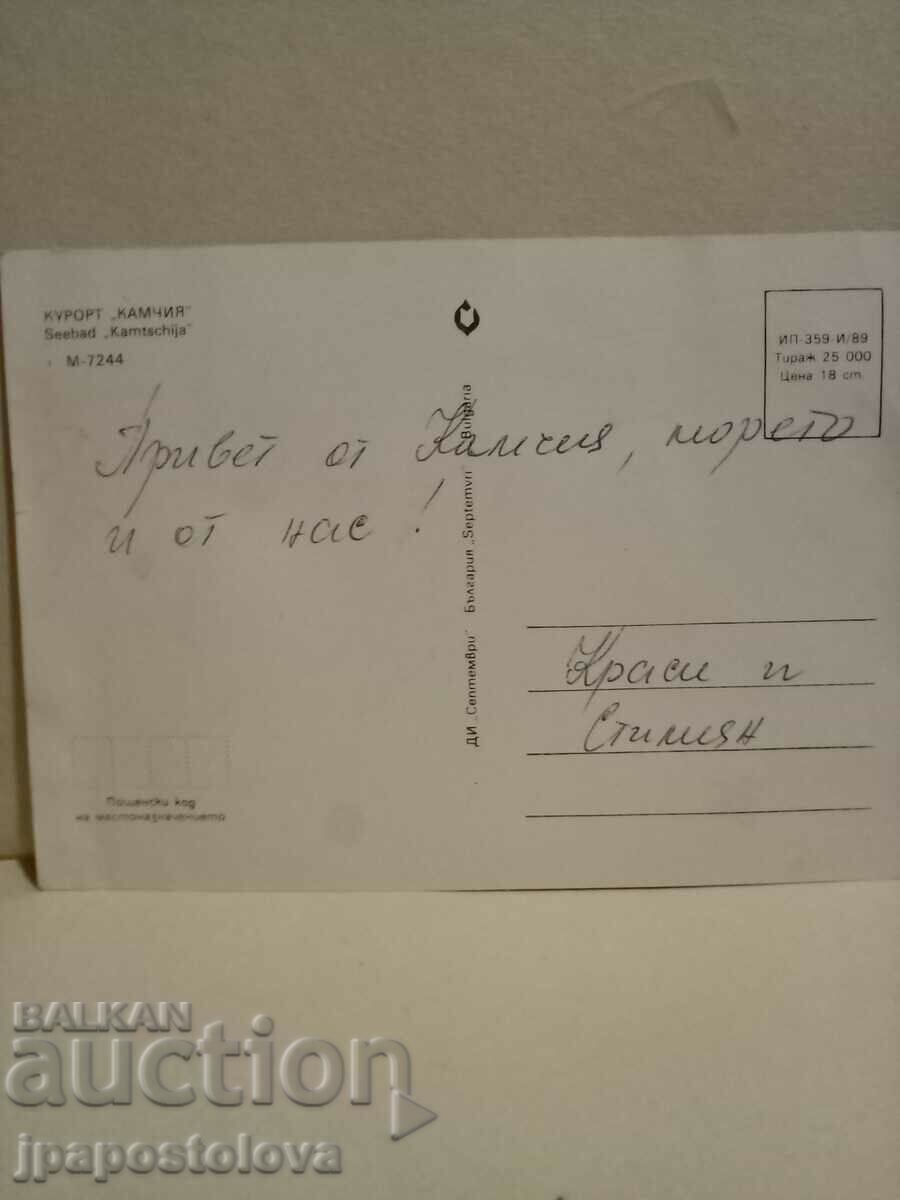 КУРОРТ „КАМЧИЯ"
Seebad „Kamtschija"
М-7244
ИП-359-И/89
Тираж 25 000
Цена 18 ст.
Привет от Камчия, морето
и от нас!
ДИ „Септември" България „Septemvri" Bulgaria
Краси и
Стилиян
Пощенски код
на местоназначението
BALKAN
auction
jpapostolova